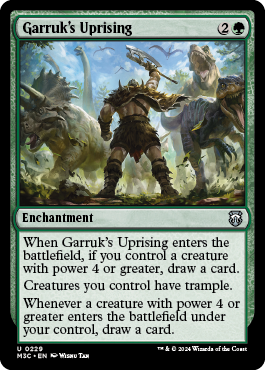 Garruk's Uprising 2
Enchantment
When Garruk's Uprising enters the
battlefield, if you control a creature
with power 4 or greater, draw a card.
Creatures you control have trample.
Whenever a creature with power 4 or
greater enters the battlefield under
your control, draw a card.
U 0229
M3C • EN Wisnu Tan
™ & © 2024 Wizards of the Coast